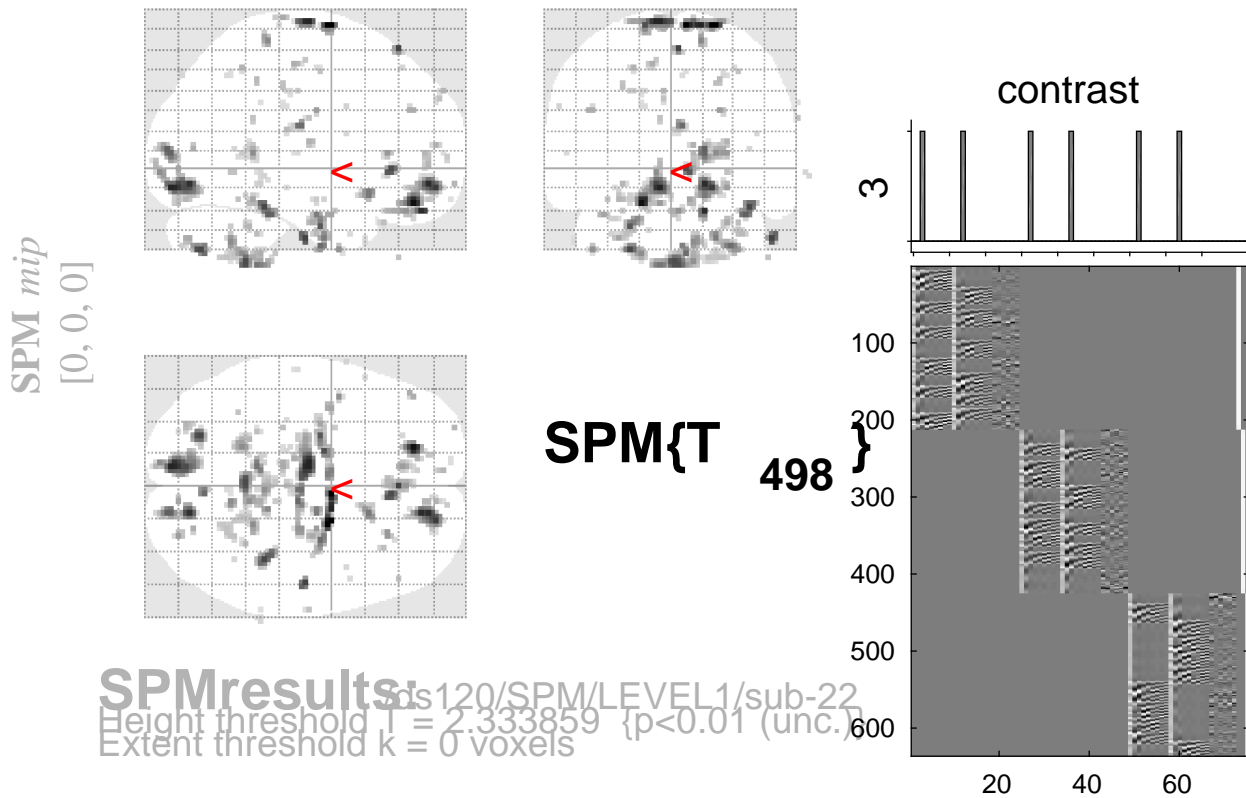 SPM mip
[0, 0, 0]
<
<
<
SPM{T498}
contrast
3
100
200
300
400
500
600
20
40
60
SPMresults: /ds120/SPM/LEVEL1/sub-22
Height threshold T = 2.333859 {p<0.01 (unc.)}
Extent threshold k = 0 voxels